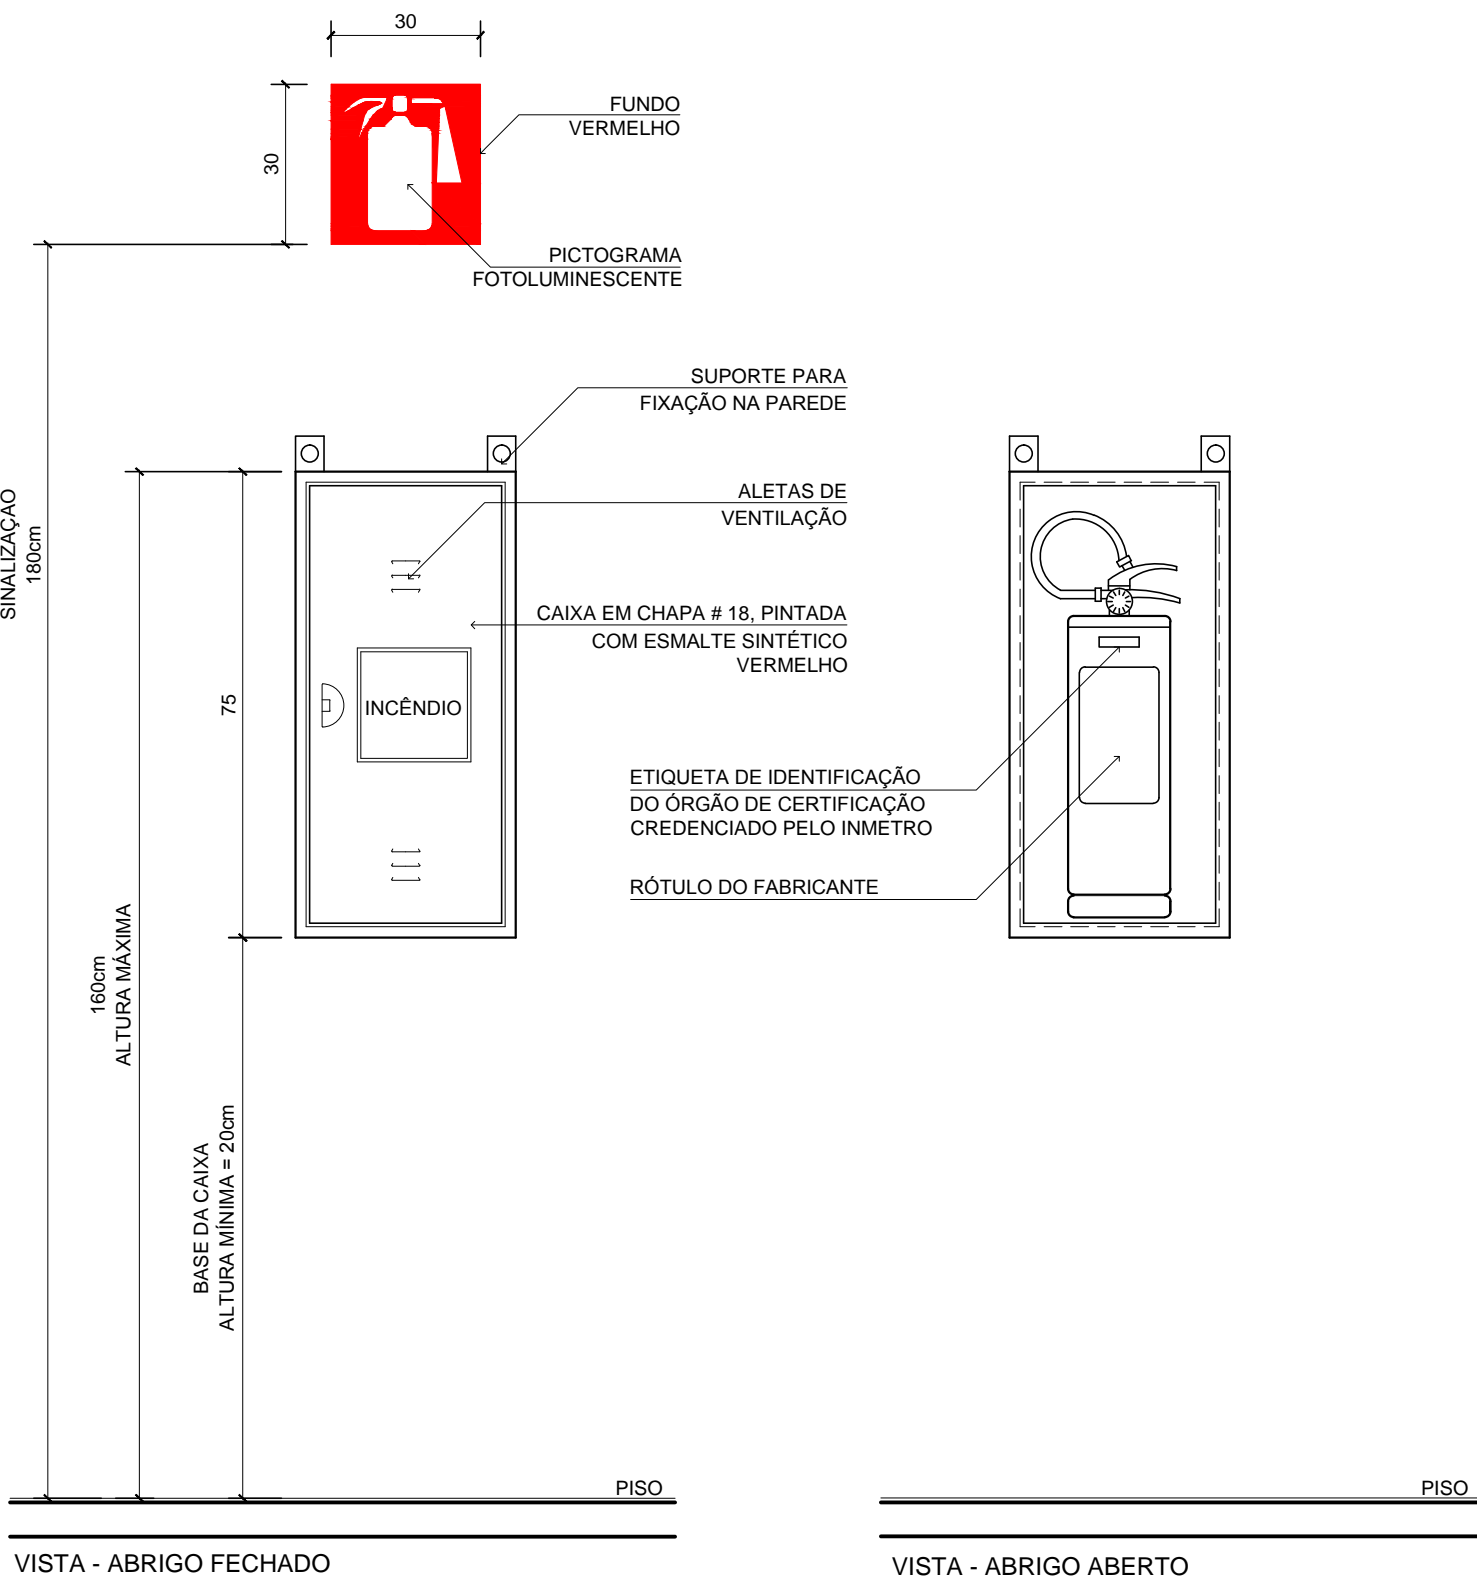 30
30
FUNDO
VERMELHO
PICTOGRAMA
FOTOLUMINESCENTE
SUPORTE PARA
FIXAÇÃO NA PAREDE
ALETAS DE
VENTILAÇÃO
CAIXA EM CHAPA # 18, PINTADA
COM ESMALTE SINTÉTICO
VERMELHO
INCÊNDIO
ETIQUETA DE IDENTIFICAÇÃO
DO ÓRGÃO DE CERTIFICAÇÃO
CREDENCIADO PELO INMETRO
RÓTULO DO FABRICANTE
SINALIZAÇÃO
180cm
160cm
ALTURA MÁXIMA
75
BASE DA CAIXA
ALTURA MÍNIMA = 20cm
PISO
PISO
VISTA - ABRIGO FECHADO
VISTA - ABRIGO ABERTO